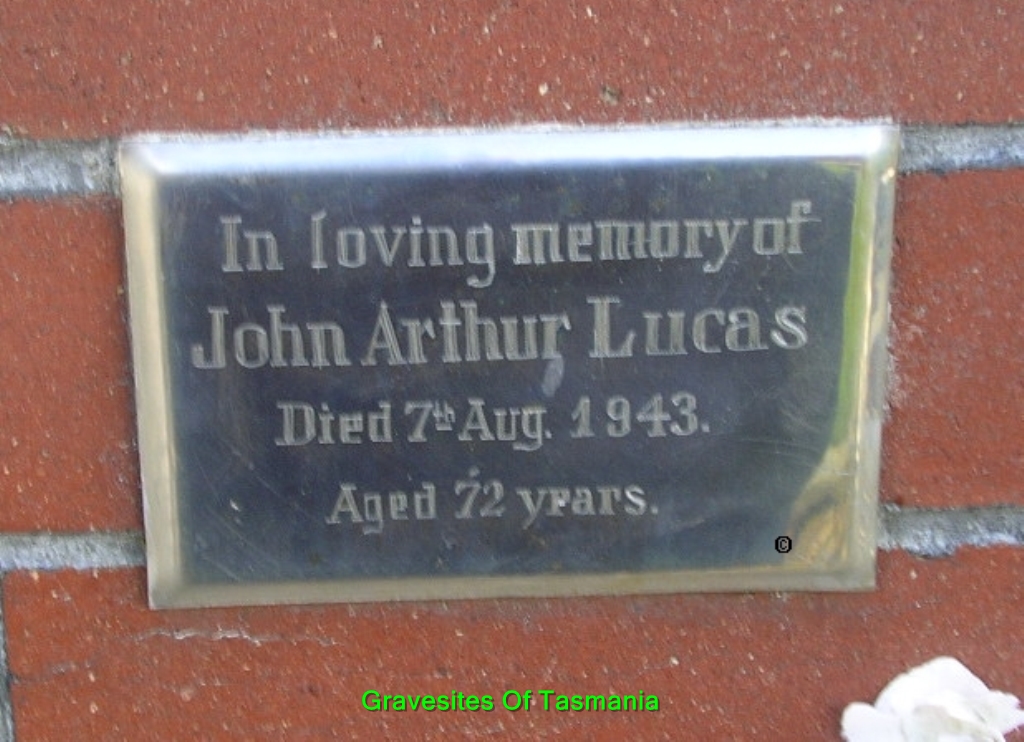 In loving memory of
John Arthur Lucas
Died 7th Aug. 1943.
Aged 72 years.
©
Gravesites Of Tasmania